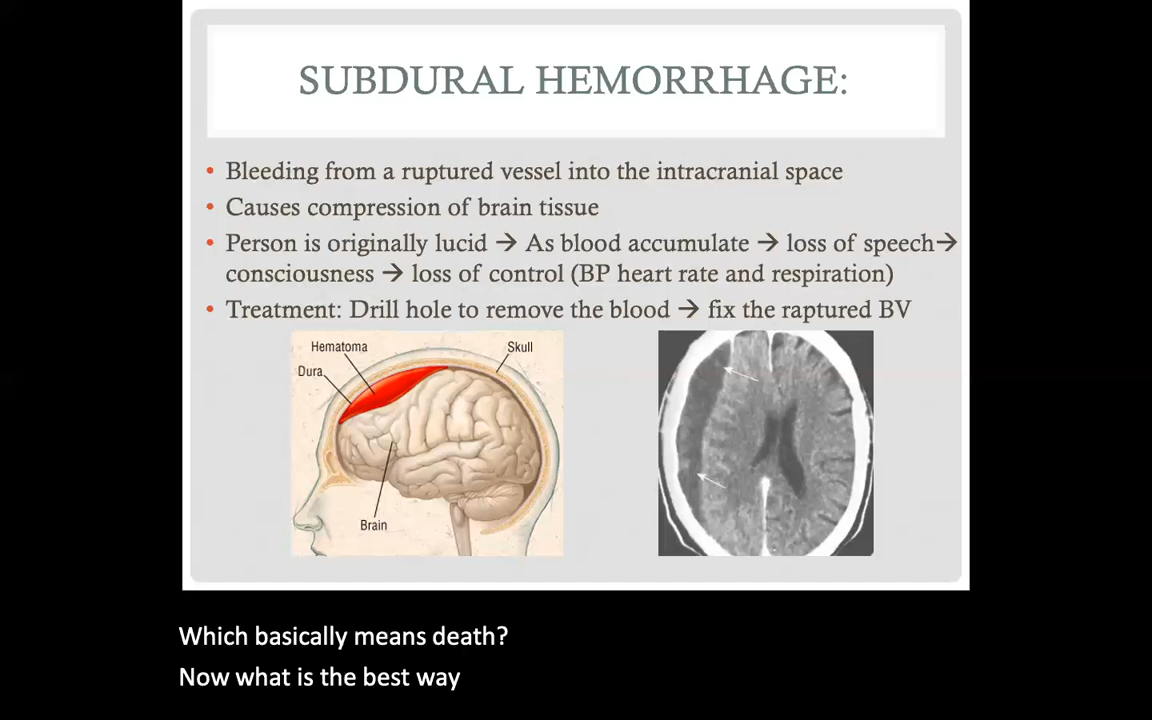 SUBDURAL HEMORRHAGE:
• Bleeding from a ruptured vessel into the intracranial space
• Causes compression of brain tissue
• Person is originally lucid → As blood accumulate → loss of speech→
consciousness → loss of control (BP heart rate and respiration)
• Treatment: Drill hole to remove the blood → fix the raptured BV
Hematoma
Skull
Dura
Brain
Which basically means death?
Now what is the best way